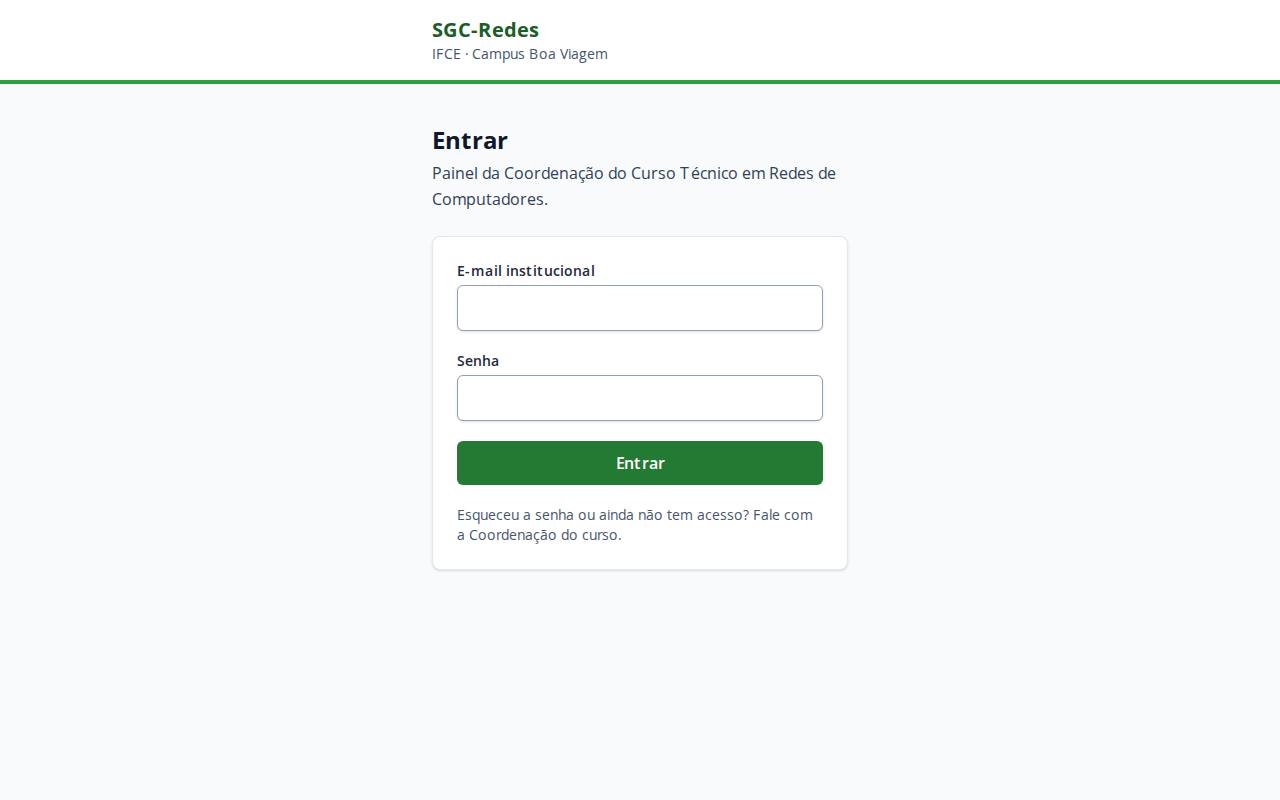 SGC-Redes
IFCE · Campus Boa Viagem
Entrar
Painel da Coordenação do Curso Técnico em Redes de
Computadores.
E-mail institucional
Senha
Entrar
Esqueceu a senha ou ainda não tem acesso? Fale com
a Coordenação do curso.